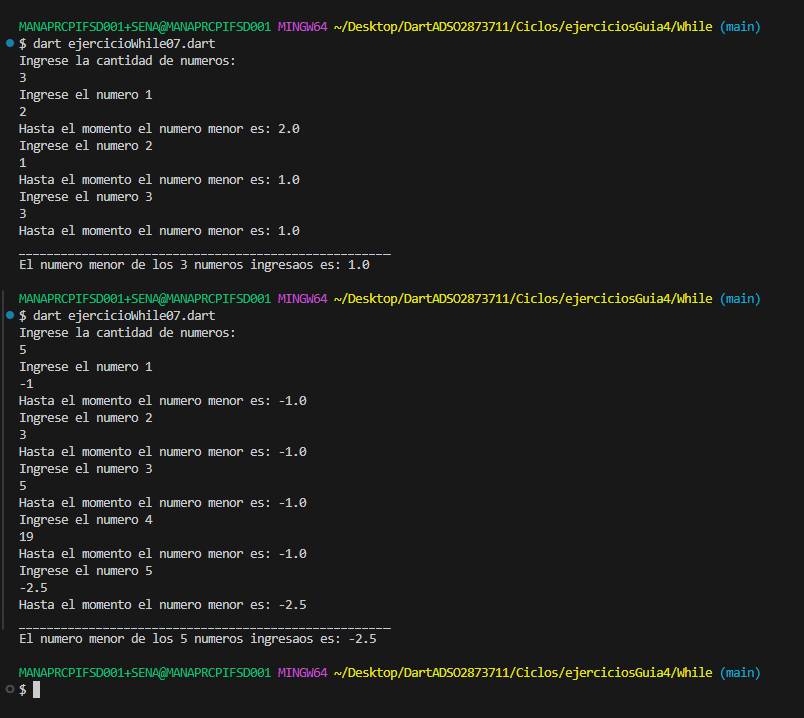 MANAPRCPIFSD001+SENA@MANAPRCPIFSD001 MINGW64 ~/Desktop/DartADSO2873711/Ciclos/ejerciciosGuia4/While (main)
$ dart ejercicioWhile07.dart
Ingrese la cantidad de numeros:
3
Ingrese el numero 1
2
Hasta el momento el numero menor es: 2.0
Ingrese el numero 2
1
Hasta el momento el numero menor es: 1.0
Ingrese el numero 3
3
Hasta el momento el numero menor es: 1.0
_____________________________________________________
El numero menor de los 3 numeros ingresaos es: 1.0
MANAPRCPIFSD001+SENA@MANAPRCPIFSD001 MINGW64 ~/Desktop/DartADSO2873711/Ciclos/ejerciciosGuia4/While (main)
$ dart ejercicioWhile07.dart
Ingrese la cantidad de numeros:
5
Ingrese el numero 1
-1
Hasta el momento el numero menor es: -1.0
Ingrese el numero 2
3
Hasta el momento el numero menor es: -1.0
Ingrese el numero 3
5
Hasta el momento el numero menor es: -1.0
Ingrese el numero 4
19
Hasta el momento el numero menor es: -1.0
Ingrese el numero 5
-2.5
Hasta el momento el numero menor es: -2.5
_____________________________________________________
El numero menor de los 5 numeros ingresaos es: -2.5
MANAPRCPIFSD001+SENA@MANAPRCPIFSD001 MINGW64 ~/Desktop/DartADSO2873711/Ciclos/ejerciciosGuia4/While (main)
$